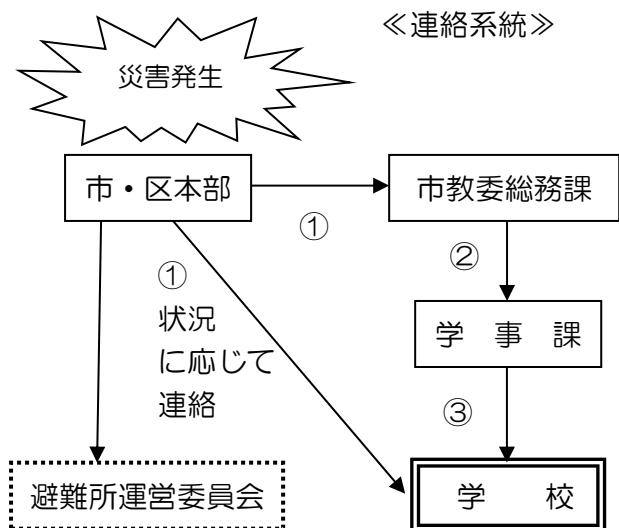 ≪連絡系統≫
災害発生
市・区本部
市教委総務課
①
②
①
状況
に応じて
連絡
学 事 課
③
避難所運営委員会
学 校